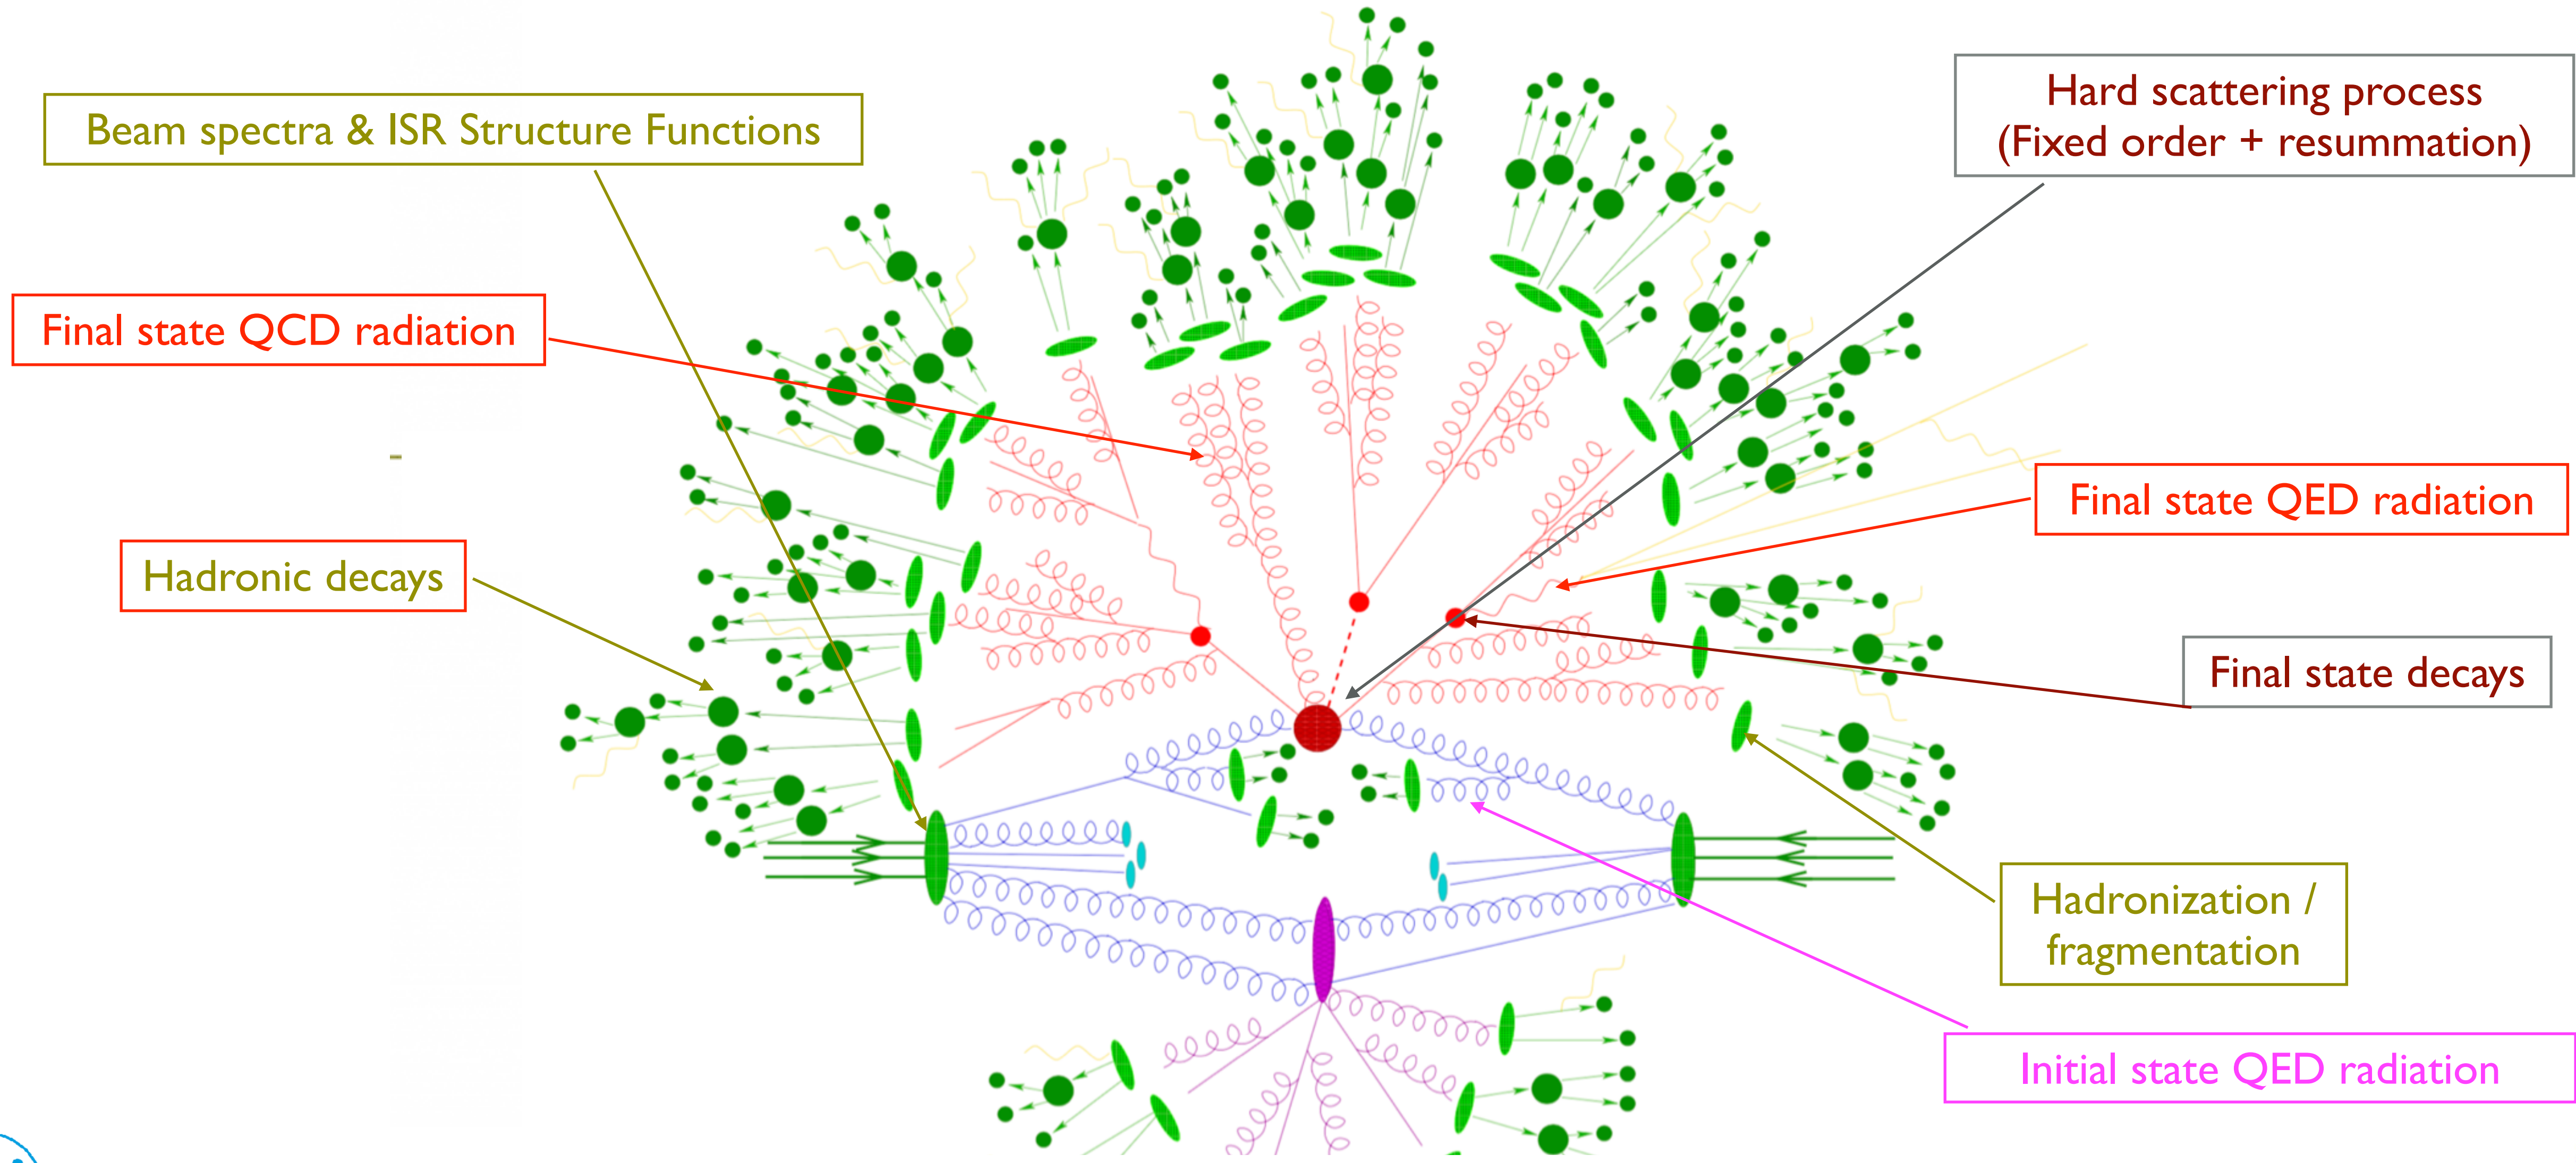 Beam spectra & ISR Structure Functions
Hard scattering process
(Fixed order + resummation)
Final state QCD radiation
Final state QED radiation
Hadronic decays
Final state decays
Hadronization /
fragmentation
Initial state QED radiation